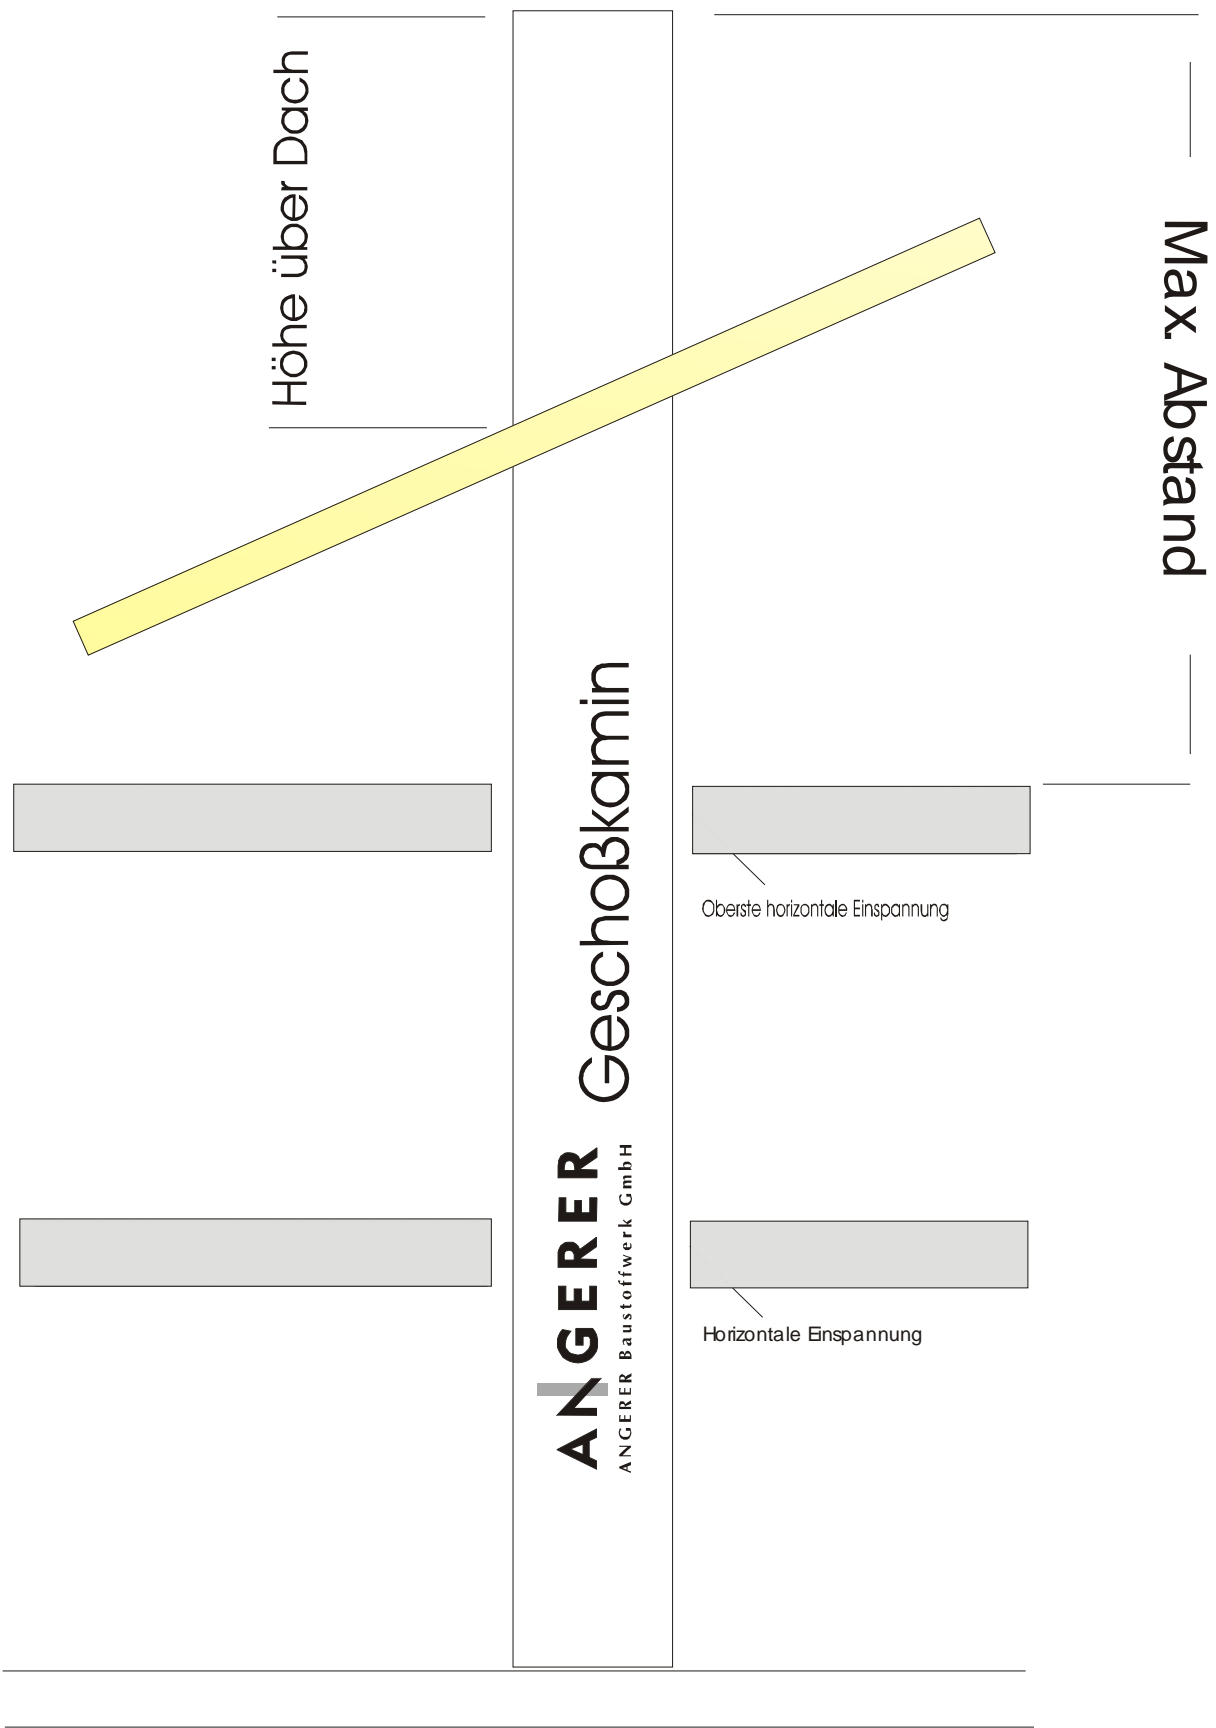 Höhe über Dach
Max. Abstand
Geschoßkamin
Oberste horizontale Einspannung
ANGERER
ANGERER Baustoffwerk GmbH
Horizontale Einspannung